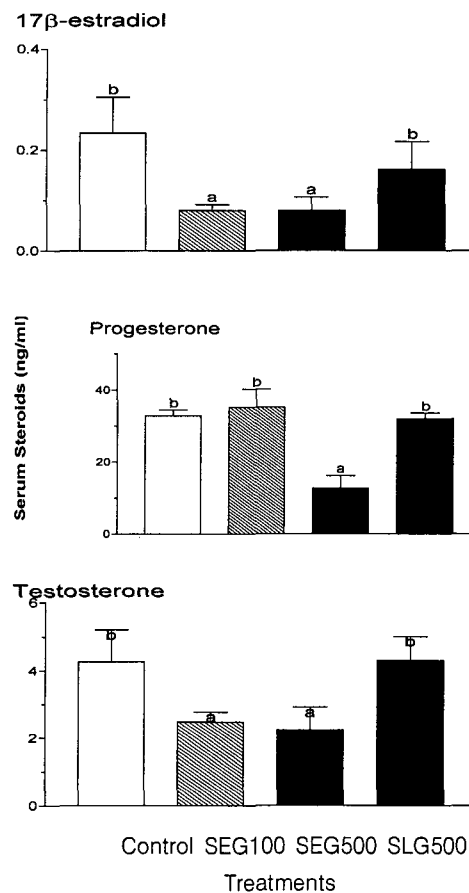 17β-estradiol
0.4
0.2
0.0
b
a
a
b
Serum Steroids (ng/ml)
Progesterone
40
20
0
b
b
a
b
Testosterone
6
4
2
0
b
a
a
b
Control SEG100 SEG500 SLG500
Treatments